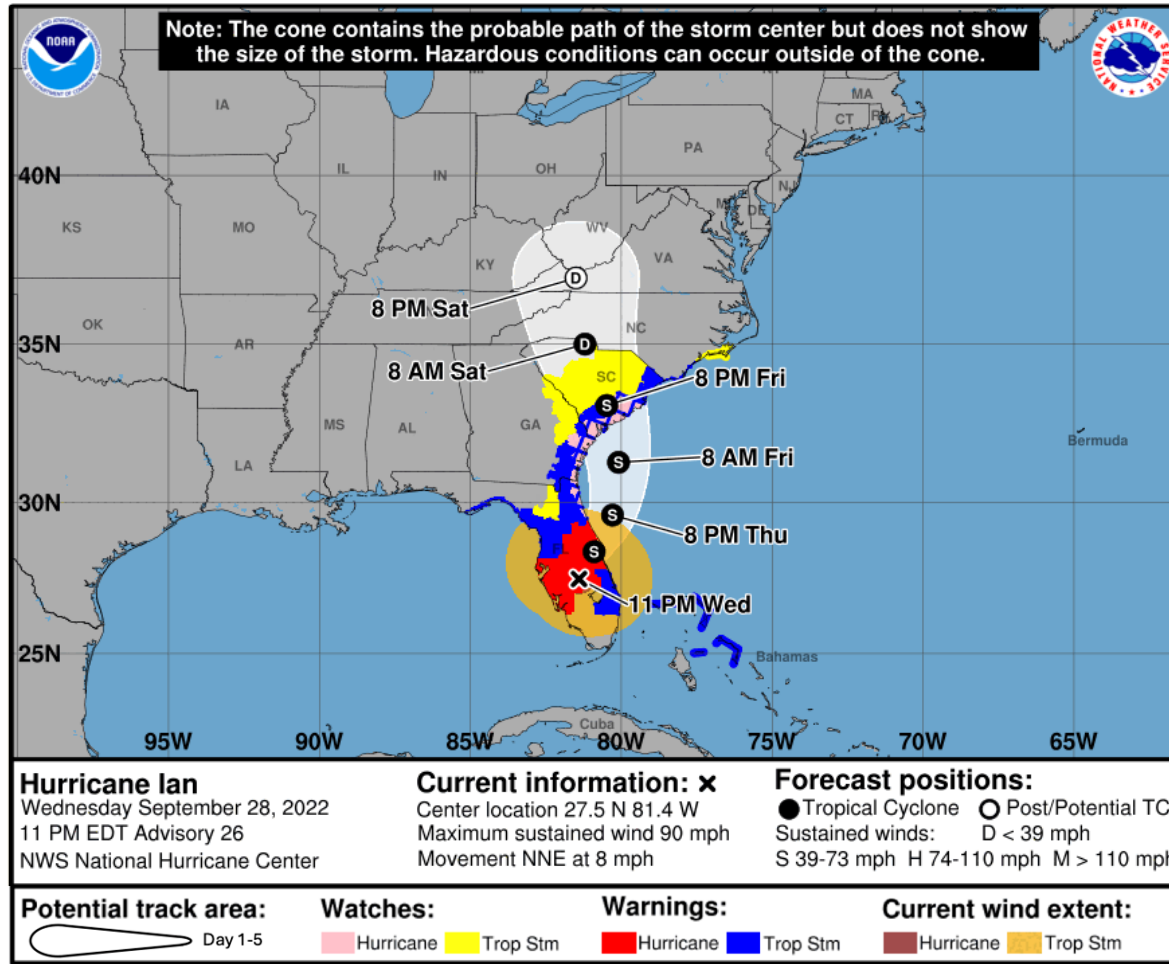 Note: The cone contains the probable path of the storm center but does not show
the size of the storm. Hazardous conditions can occur outside of the cone.
NOAA
NATIONAL WEATHER SERVICE
MA
CT
IA
PA
40N
IL
IN
OH
NJ
DE
KS
MO
WV
KY
VA
8 PM Sat
D
OK
NC
35N
AR
D
8 AM Sat
SC
8 PM Fri
S
MS
AL
GA
Bermuda
LA
8 AM Fri
S
30N
S
8 PM Thu
FL
S
11 PM Wed
25N
Bahamas
Cuba
95W
90W
85W
80W
75W
70W
65W
Hurricane Ian
Wednesday September 28, 2022
11 PM EDT Advisory 26
NWS National Hurricane Center
Current information: ×
Center location 27.5 N 81.4 W
Maximum sustained wind 90 mph
Movement NNE at 8 mph
Forecast positions:
Tropical Cyclone Post/Potential TC
Sustained winds: D < 39 mph
S 39-73 mph H 74-110 mph M > 110 mph
Potential track area:
Day 1-5
Watches:
Hurricane Trop Stm
Warnings:
Hurricane Trop Stm
Current wind extent:
Hurricane Trop Stm